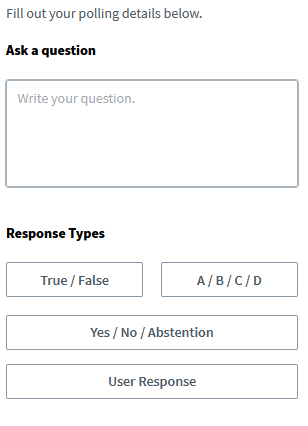 Fill out your polling details below.
Ask a question
Write your question.
Response Types
True / False
A / B / C / D
Yes / No / Abstention
User Response